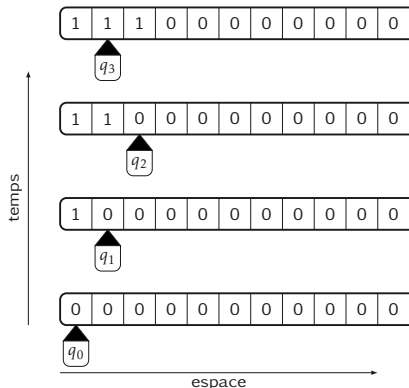 1 1 1 0 0 0 0 0 0 0 0
q3
1 1 0 0 0 0 0 0 0 0 0
q2
temps
1 0 0 0 0 0 0 0 0 0 0
q1
0 0 0 0 0 0 0 0 0 0 0
q0
espace